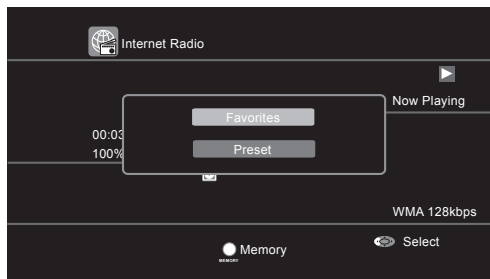 Internet Radio
Now Playing
Favorites
00:03
Preset
100%
WMA 128kbps
MEMORY
Memory
Select